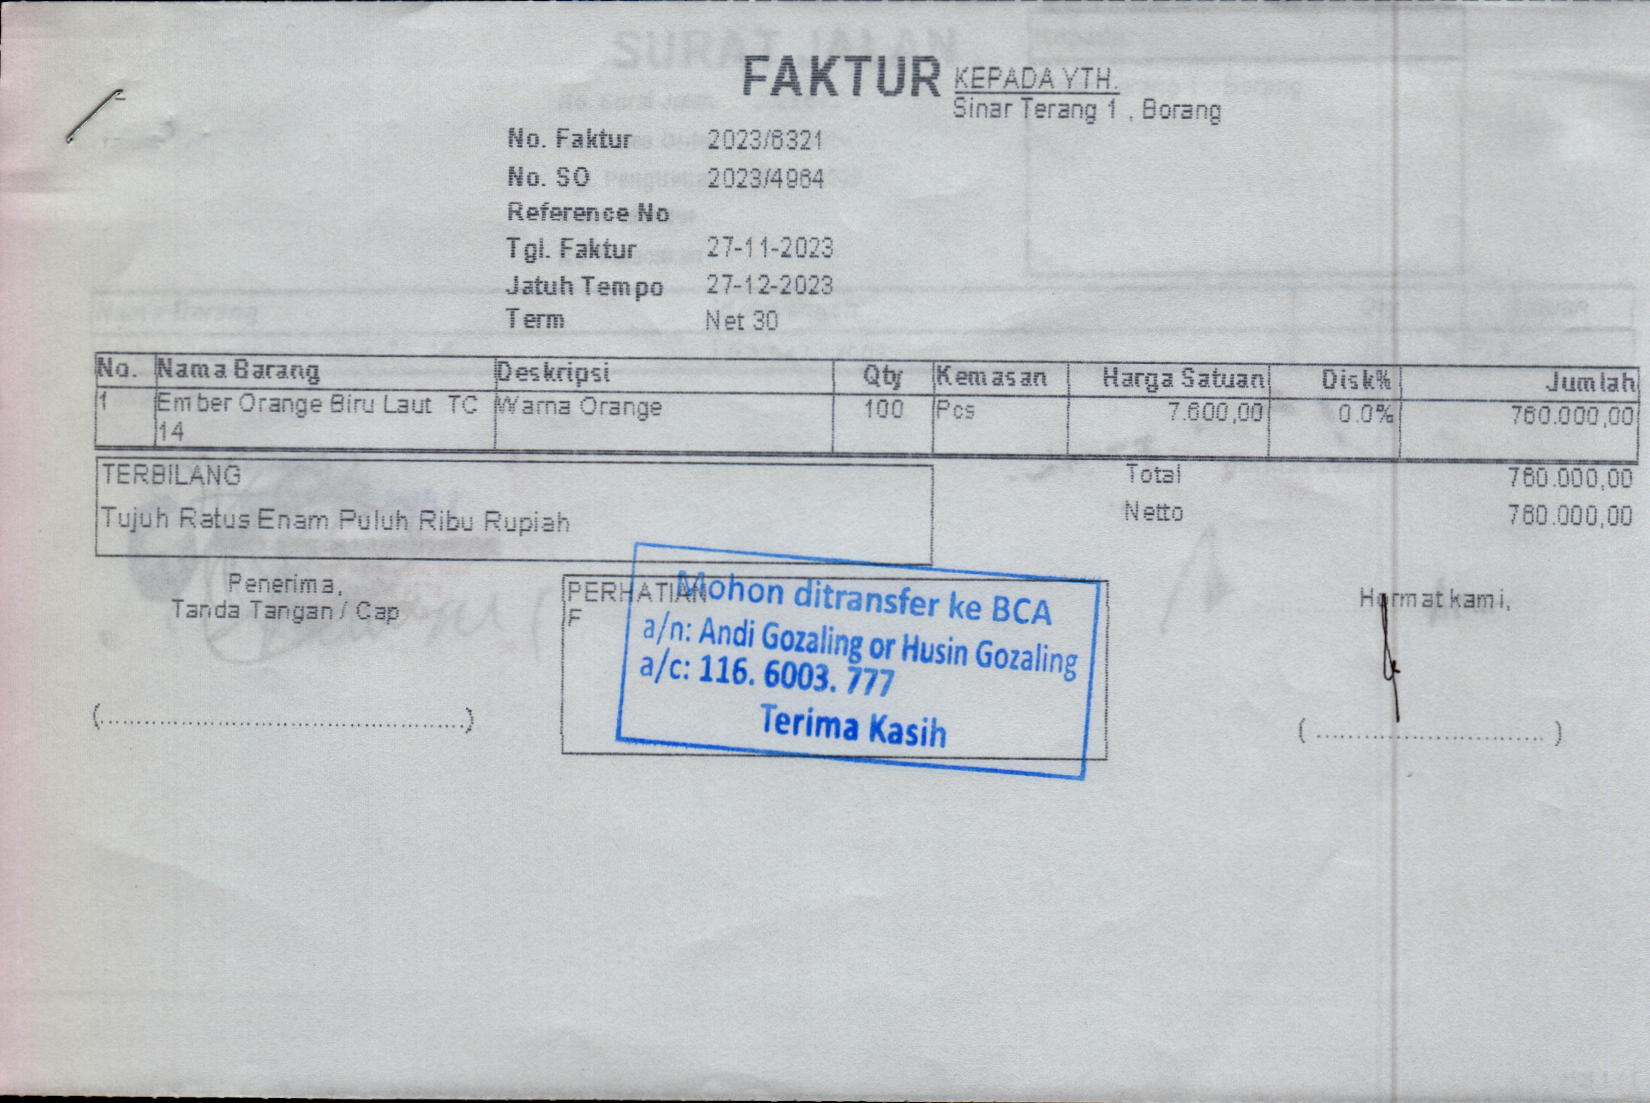 FAKTUR
KEPADA YTH.
Sinar Terang 1 , Borang
No. Faktur 2023/6321
No. SO 2023/4964
Reference No
Tgl. Faktur 27-11-2023
Jatuh Tempo 27-12-2023
Term Net 30
No. Nama Barang Deskripsi Qty Kemasan Harga Satuan Disk% Jumlah
1 Ember Orange Biru Laut TC Warna Orange 100 Pcs 7.600,00 0.0% 760.000,00
14
TERBILANG
Tujuh Ratus Enam Puluh Ribu Rupiah
Total 760.000,00
Netto 760.000,00
Penerima,
Tanda Tangan / Cap
(..............................................)
PERHATIAN
F
Mohon ditransfer ke BCA
a/n: Andi Gozaling or Husin Gozaling
a/c: 116. 6003. 777
Terima Kasih
Hormat kami,
( ............................. )
SURAT JALAN